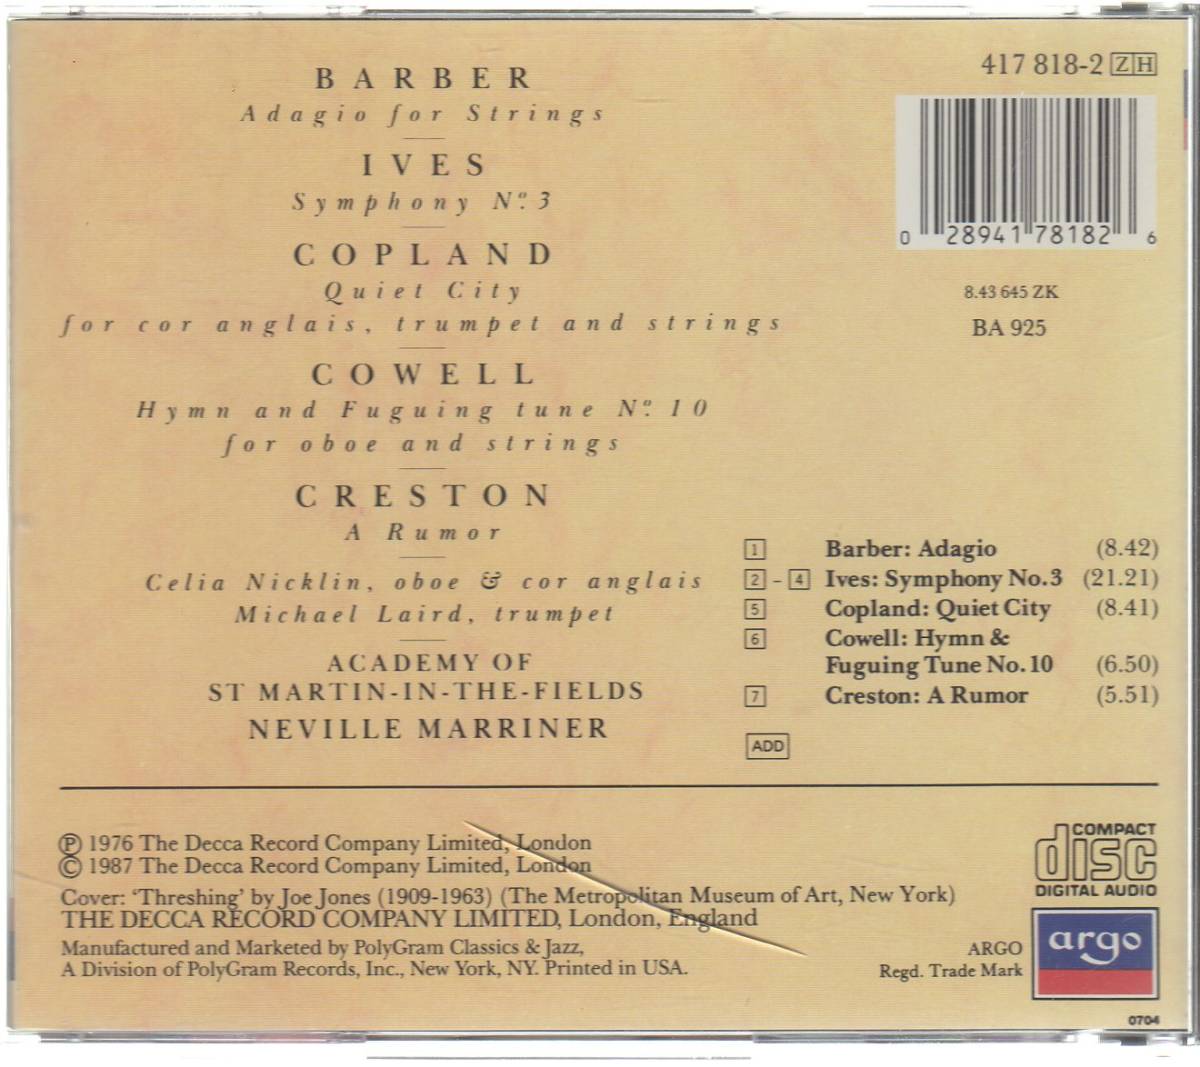 BARBER
Adagio for Strings
IVES
Symphony Nº 3
COPLAND
Quiet City
for cor anglais, trumpet and strings
COWELL
Hymn and Fuguing tune Nº 10
for oboe and strings
CRESTON
A Rumor
Celia Nicklin, oboe & cor anglais
Michael Laird, trumpet
ACADEMY OF
ST MARTIN-IN-THE-FIELDS
NEVILLE MARRINER
417 818-2 ZH
0 28941 78182 6
8.43 645 ZK
BA 925
1 Barber: Adagio (8.42)
2 - 4 Ives: Symphony No.3 (21.21)
5 Copland: Quiet City (8.41)
6 Cowell: Hymn &
Fuguing Tune No.10 (6.50)
7 Creston: A Rumor (5.51)
ADD
℗ 1976 The Decca Record Company Limited, London
© 1987 The Decca Record Company Limited, London
Cover: ‘Threshing’ by Joe Jones (1909-1963) (The Metropolitan Museum of Art, New York)
THE DECCA RECORD COMPANY LIMITED, London, England
Manufactured and Marketed by PolyGram Classics & Jazz,
A Division of PolyGram Records, Inc., New York, NY. Printed in USA.
COMPACT
disc
DIGITAL AUDIO
argo
ARGO
Regd. Trade Mark
0704